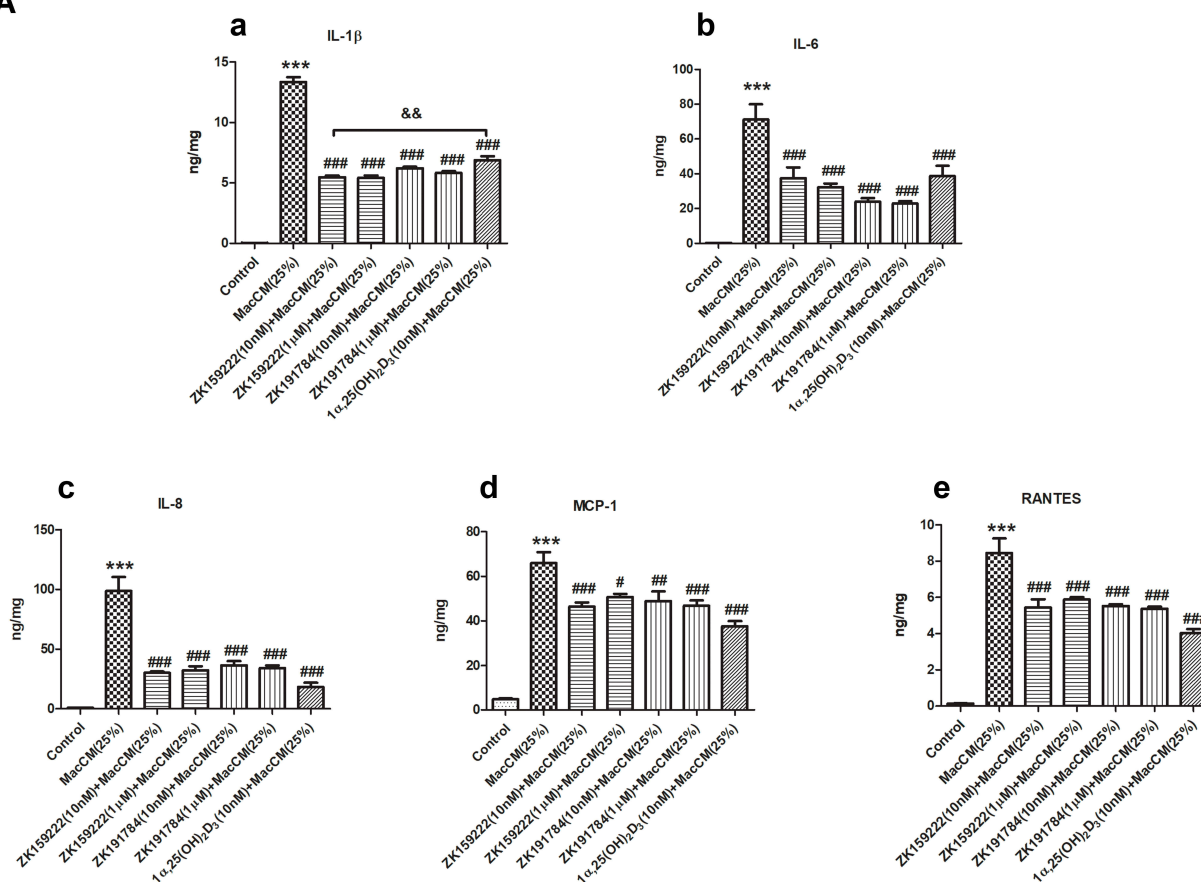 A
a
IL-1β
ng/mg
15
10
5
0
***
###
###
###
###
###
&&
Control
MacCM(25%)
ZK159222(10nM)+MacCM(25%)
ZK159222(1μM)+MacCM(25%)
ZK191784(10nM)+MacCM(25%)
ZK191784(1μM)+MacCM(25%)
1α,25(OH)₂D₃(10nM)+MacCM(25%)
b
IL-6
ng/mg
100
80
60
40
20
0
***
###
###
###
###
###
Control
MacCM(25%)
ZK159222(10nM)+MacCM(25%)
ZK159222(1μM)+MacCM(25%)
ZK191784(10nM)+MacCM(25%)
ZK191784(1μM)+MacCM(25%)
1α,25(OH)₂D₃(10nM)+MacCM(25%)
c
IL-8
ng/mg
150
100
50
0
***
###
###
###
###
###
Control
MacCM(25%)
ZK159222(10nM)+MacCM(25%)
ZK159222(1μM)+MacCM(25%)
ZK191784(10nM)+MacCM(25%)
ZK191784(1μM)+MacCM(25%)
1α,25(OH)₂D₃(10nM)+MacCM(25%)
d
MCP-1
ng/mg
80
60
40
20
0
***
###
#
##
###
###
Control
MacCM(25%)
ZK159222(10nM)+MacCM(25%)
ZK159222(1μM)+MacCM(25%)
ZK191784(10nM)+MacCM(25%)
ZK191784(1μM)+MacCM(25%)
1α,25(OH)₂D₃(10nM)+MacCM(25%)
e
RANTES
ng/mg
10
8
6
4
2
0
***
###
###
###
###
###
Control
MacCM(25%)
ZK159222(10nM)+MacCM(25%)
ZK159222(1μM)+MacCM(25%)
ZK191784(10nM)+MacCM(25%)
ZK191784(1μM)+MacCM(25%)
1α,25(OH)₂D₃(10nM)+MacCM(25%)